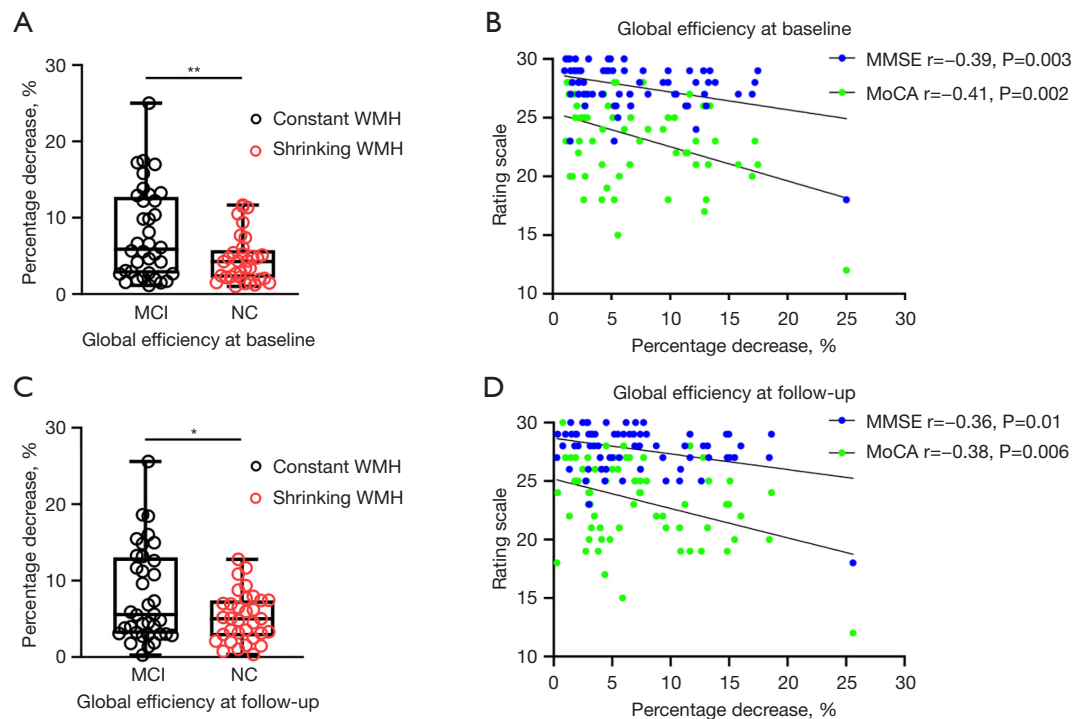 A
Percentage decrease, %
30
20
10
0
**
Constant WMH
Shrinking WMH
MCI
NC
Global efficiency at baseline
B
Global efficiency at baseline
MMSE r=−0.39, P=0.003
MoCA r=−0.41, P=0.002
Rating scale
30
25
20
15
10
0 5 10 15 20 25 30
Percentage decrease, %
C
Percentage decrease, %
30
20
10
0
*
Constant WMH
Shrinking WMH
MCI
NC
Global efficiency at follow-up
D
Global efficiency at follow-up
MMSE r=−0.36, P=0.01
MoCA r=−0.38, P=0.006
Rating scale
30
25
20
15
10
0 5 10 15 20 25 30
Percentage decrease, %